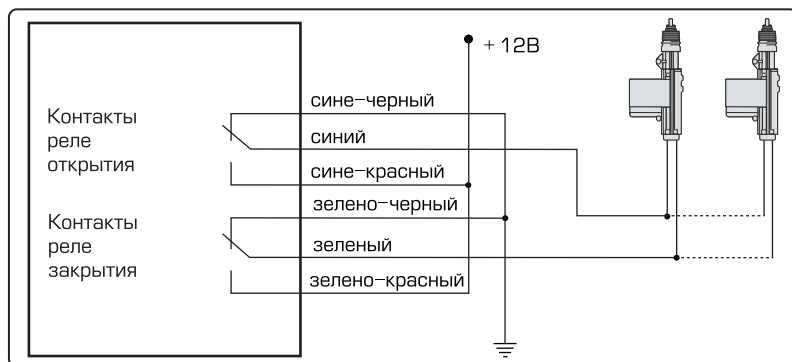 + 12В
сине-черный
Контакты
реле
открытия
синий
сине-красный
зелено-черный
Контакты
реле
закрытия
зеленый
зелено-красный